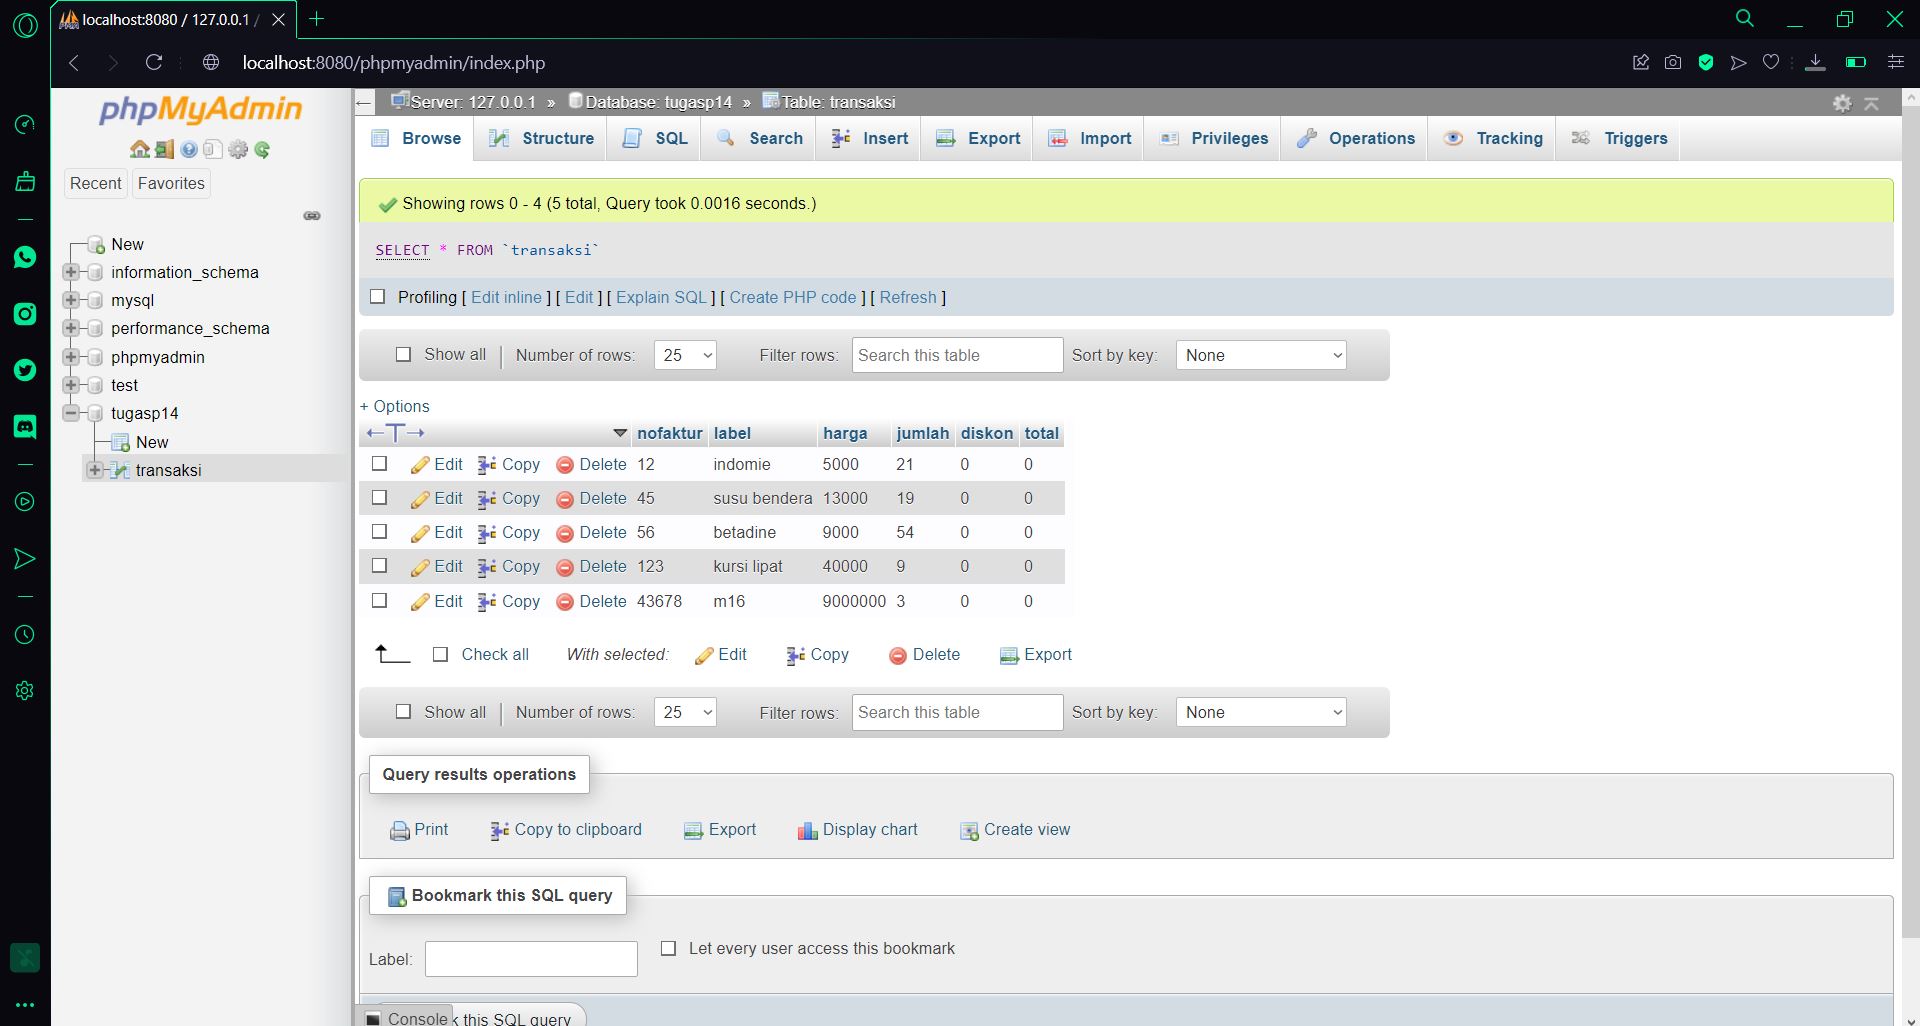 localhost:8080 / 127.0.0.1 /
localhost:8080/phpmyadmin/index.php
phpMyAdmin
Recent Favorites
New
information_schema
mysql
performance_schema
phpmyadmin
test
tugasp14
New
transaksi
Server: 127.0.0.1 » Database: tugasp14 » Table: transaksi
Browse Structure SQL Search Insert Export Import Privileges Operations Tracking Triggers
Showing rows 0 - 4 (5 total, Query took 0.0016 seconds.)
SELECT * FROM `transaksi`
Profiling [ Edit inline ] [ Edit ] [ Explain SQL ] [ Create PHP code ] [ Refresh ]
Show all | Number of rows: 25 Filter rows: Search this table Sort by key: None
+ Options
←T→ nofaktur label harga jumlah diskon total
Edit Copy Delete 12 indomie 5000 21 0 0
Edit Copy Delete 45 susu bendera 13000 19 0 0
Edit Copy Delete 56 betadine 9000 54 0 0
Edit Copy Delete 123 kursi lipat 40000 9 0 0
Edit Copy Delete 43678 m16 9000000 3 0 0
Check all With selected: Edit Copy Delete Export
Show all | Number of rows: 25 Filter rows: Search this table Sort by key: None
Query results operations
Print Copy to clipboard Export Display chart Create view
Bookmark this SQL query
Label: Let every user access this bookmark
Console k this SQL query